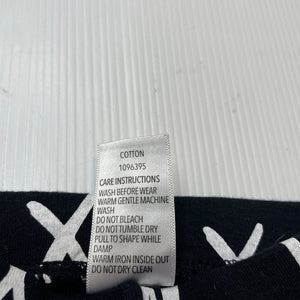 COTTON
1096395
CARE INSTRUCTIONS
WASH BEFORE WEAR
WARM GENTLE MACHINE
WASH
DO NOT BLEACH
DO NOT TUMBLE DRY
PULL TO SHAPE WHILE
DAMP
WARM IRON INSIDE OUT
DO NOT DRY CLEAN